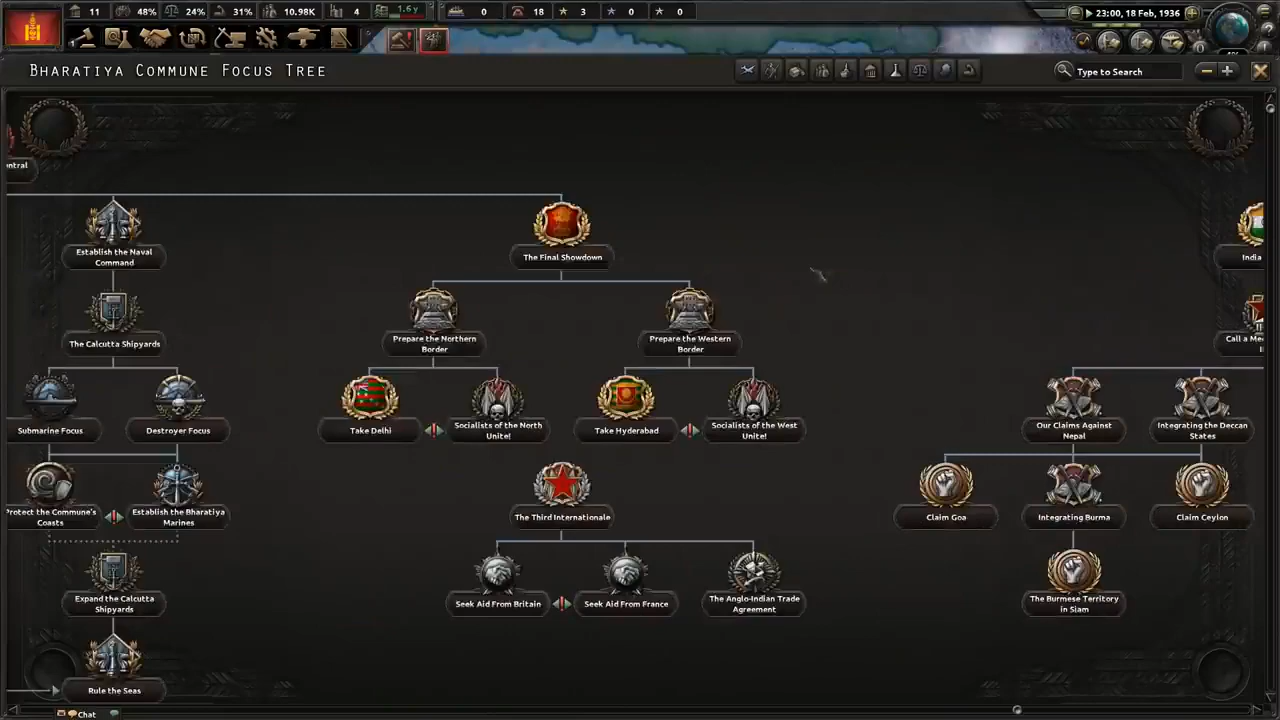 11 48% 24% 31% 10.98K 4 1.6y 0 18 3 0 0 23:00, 18 Feb, 1936
0
BHARATIYA COMMUNE FOCUS TREE
Type to Search
entral
Establish the Naval
Command
The Final Showdown
India
The Calcutta Shipyards
Prepare the Northern
Border
Prepare the Western
Border
Call a Me
Submarine Focus
Destroyer Focus
Take Delhi
Socialists of the North
Unite!
Take Hyderabad
Socialists of the West
Unite!
Our Claims Against
Nepal
Integrating the Deccan
States
Protect the Commune's
Coasts
Establish the Bharatiya
Marines
The Third Internationale
Claim Goa
Integrating Burma
Claim Ceylon
Expand the Calcutta
Shipyards
Seek Aid From Britain
Seek Aid From France
The Anglo-Indian Trade
Agreement
The Burmese Territory
in Siam
Rule the Seas
Chat